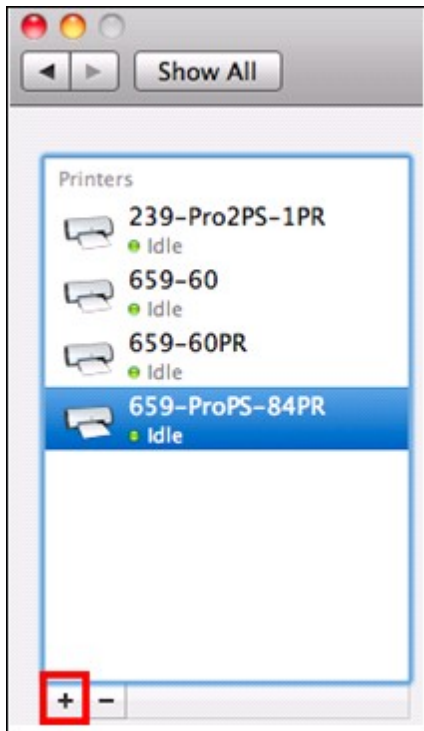 Show All
Printers
239-Pro2PS-1PR
Idle
659-60
Idle
659-60PR
Idle
659-ProPS-84PR
Idle
+ −